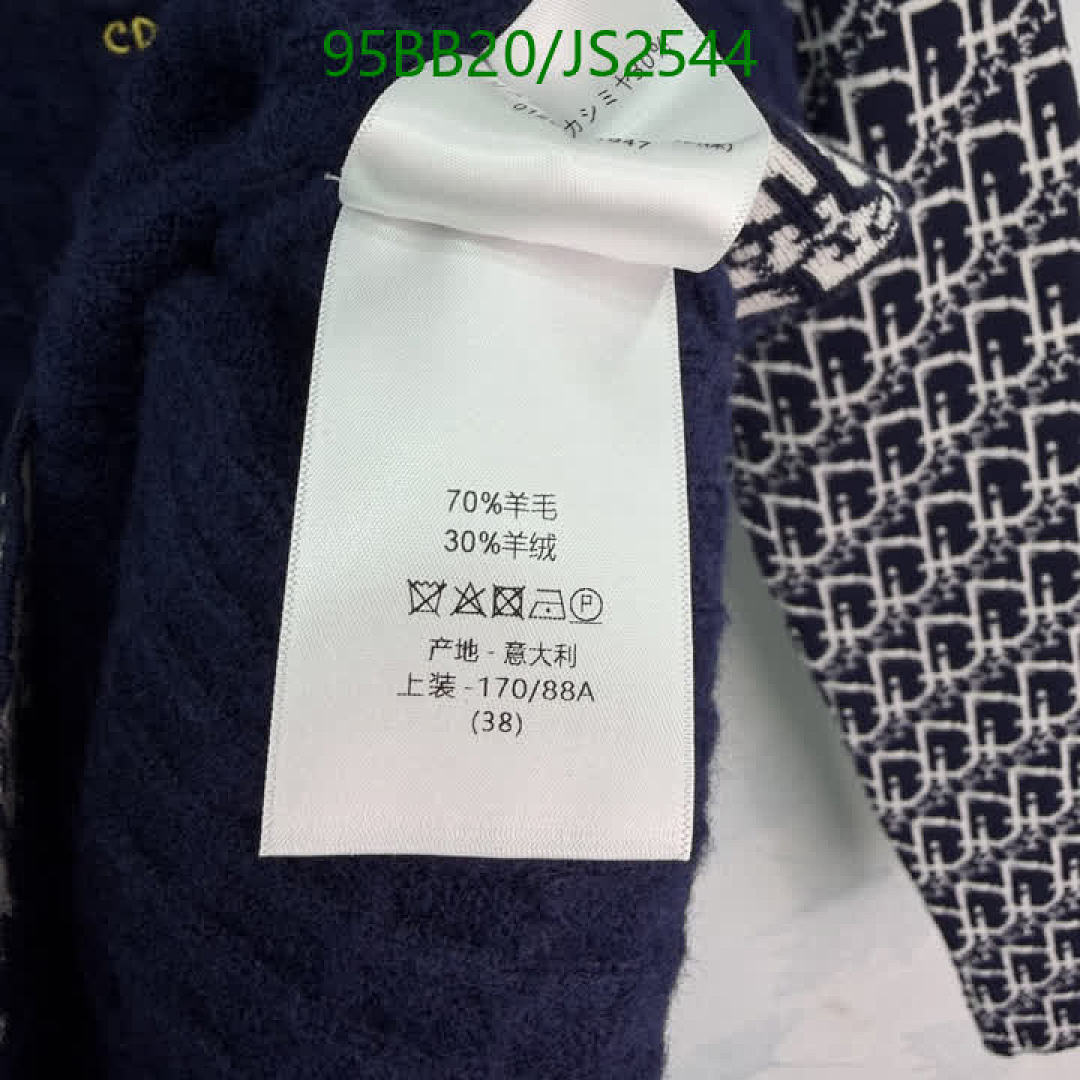 95BB20/JS2544
CD
カシミヤ
70%羊毛
30%羊绒
P
产地 - 意大利
上装 -170/88A
(38)